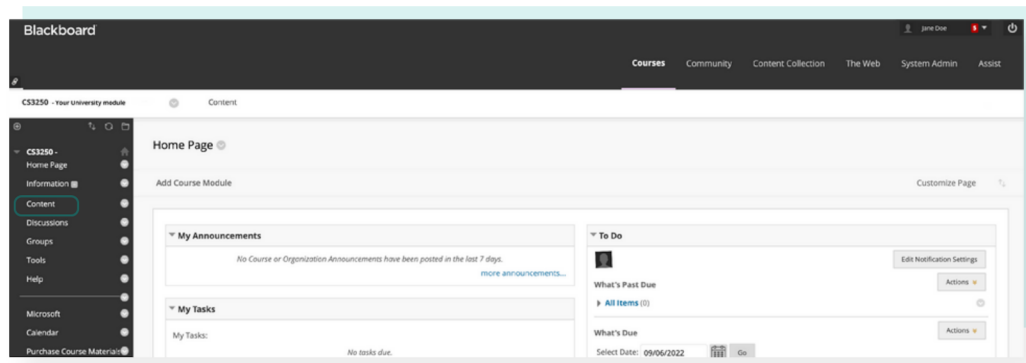 Blackboard
Jane Doe 5
Courses Community Content Collection The Web System Admin Assist
CS3250 - Your University module Content
CS3250 -
Home Page
Information
Content
Discussions
Groups
Tools
Help
Microsoft
Calendar
Purchase Course Materials
Home Page
Add Course Module Customize Page
My Announcements
No Course or Organization Announcements have been posted in the last 7 days.
more announcements...
My Tasks
My Tasks:
No tasks due.
To Do
Edit Notification Settings
What's Past Due Actions
All Items (0)
What's Due Actions
Select Date: 09/06/2022 Go